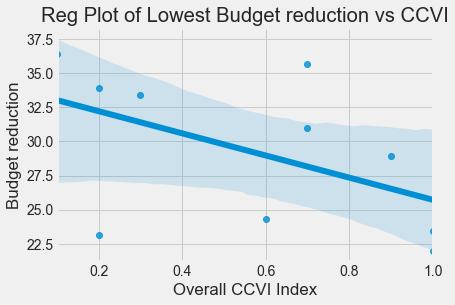 Reg Plot of Lowest Budget reduction vs CCVI
37.5
35.0
32.5
30.0
27.5
25.0
22.5
Budget reduction
0.2 0.4 0.6 0.8 1.0
Overall CCVI Index